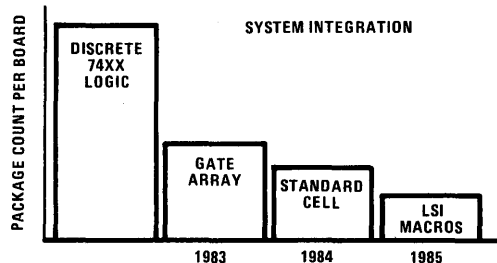 SYSTEM INTEGRATION
PACKAGE COUNT PER BOARD
DISCRETE
74XX
LOGIC
GATE
ARRAY
STANDARD
CELL
LSI
MACROS
1983
1984
1985